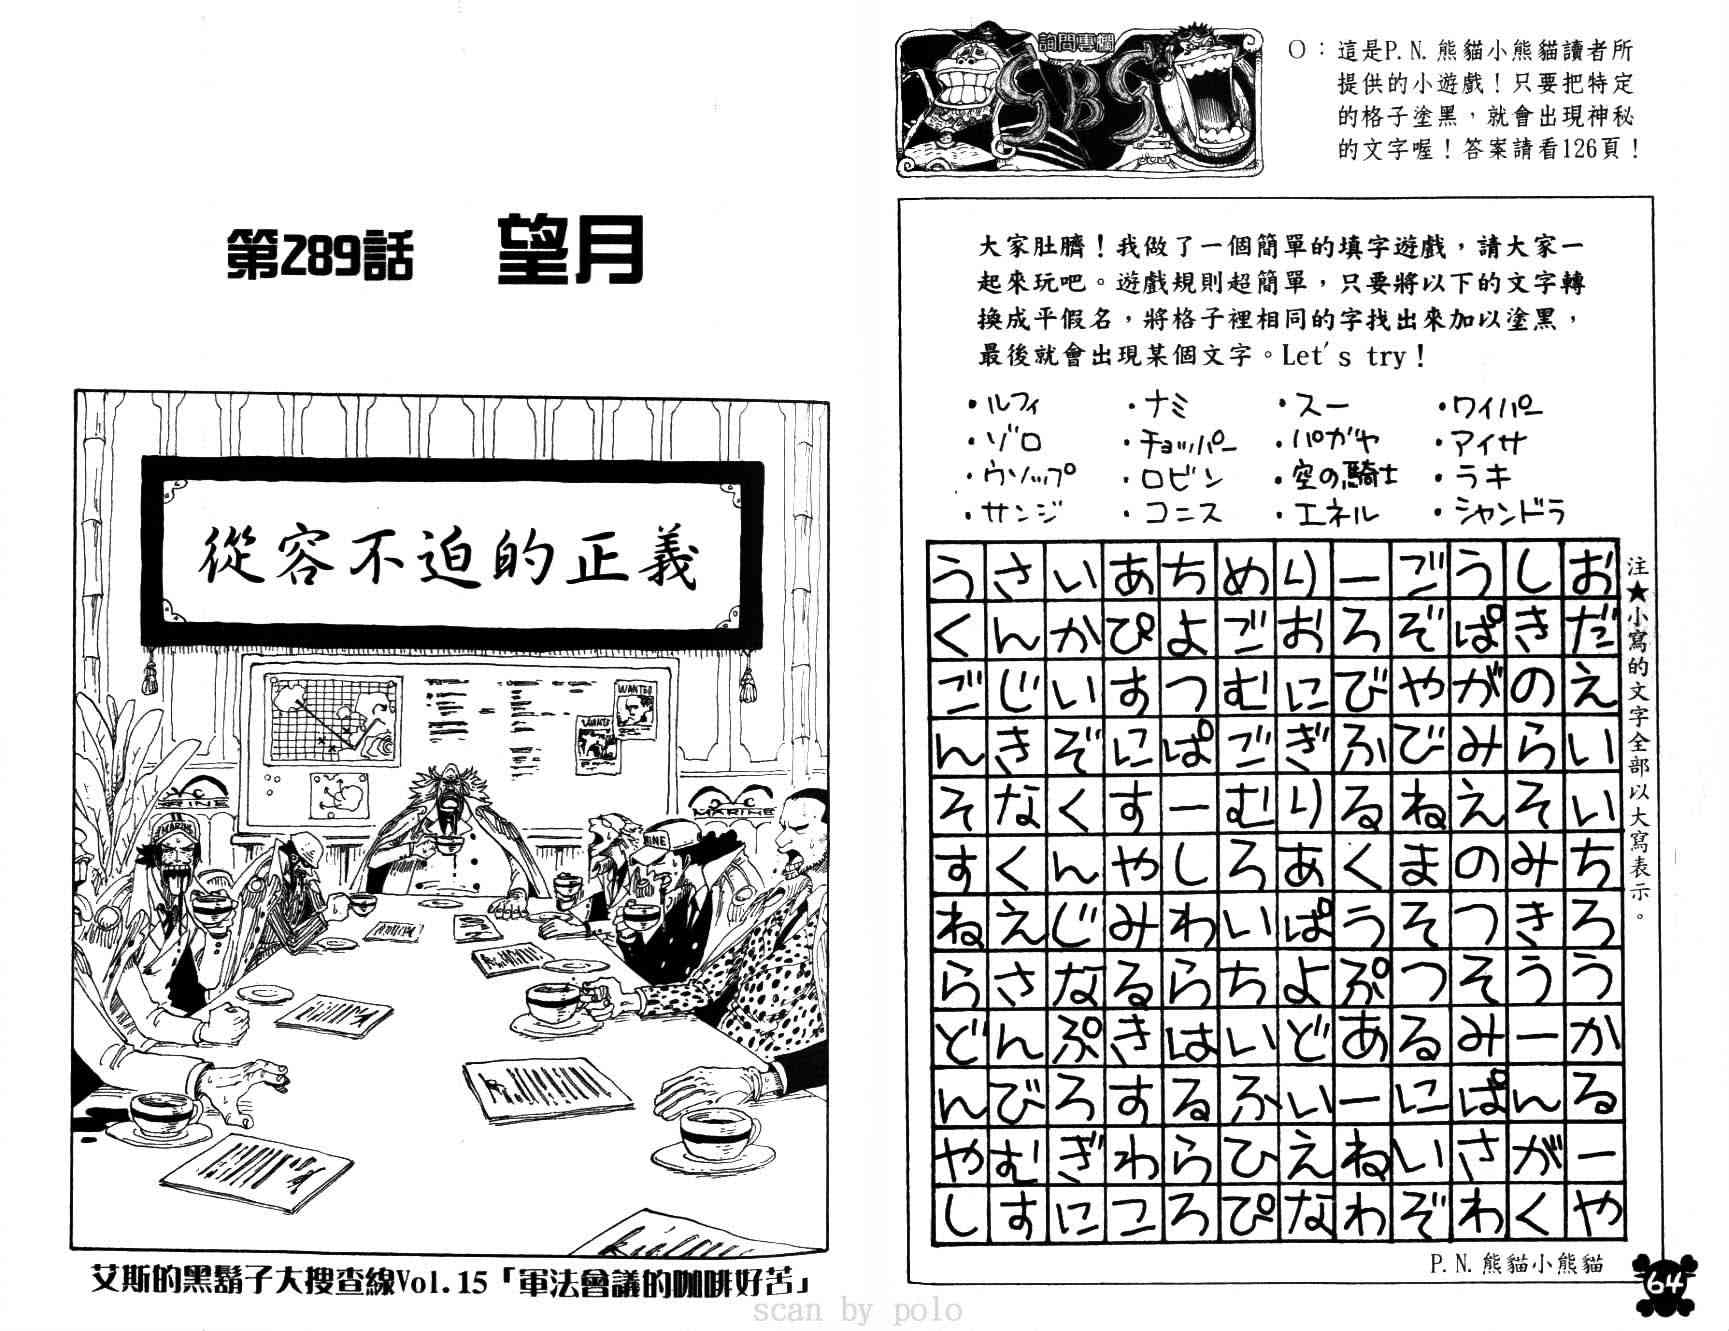 詢問專欄
SBS
O：這是P.N.熊貓小熊貓讀者所
提供的小遊戲！只要把特定
的格子塗黑，就會出現神秘
的文字喔！答案請看126頁！
大家肚臍！我做了一個簡單的填字遊戲，請大家一
起來玩吧。遊戲規則超簡單，只要將以下的文字轉
換成平假名，將格子裡相同的字找出來加以塗黑，
最後就會出現某個文字。Let's try！
・ルフィ ・ナミ ・スー ・ワイパー
・ゾロ ・チョッパー ・パガヤ ・アイサ
・ウソップ ・ロビン ・空の騎士 ・ラキ
・サンジ ・コニス ・エネル ・シャンドラ
うさいあちめりーごうしお
くんかぴよごおろぞぱきだ
ごじいすつむにびやがのえ
んきぞにぱごぎふびみらい
そなくすーむりるねえそい
すくんやしろあくまのみち
ねえじみわいぱうそつきろ
らさなるらちよぷつそうう
どんぷきはいどあるみーか
んびろするふいーにぱんる
やむぎわらひえねいさがー
しすにころぴなわぞわくや
注★小寫的文字全部以大寫表示。
P.N.熊貓小熊貓
64
第289話 望月
從容不迫的正義
WANTED
WANTED
MARINE
MARINE
艾斯的黑鬍子大搜查線Vol.15「軍法會議的咖啡好苦」
scan by polo